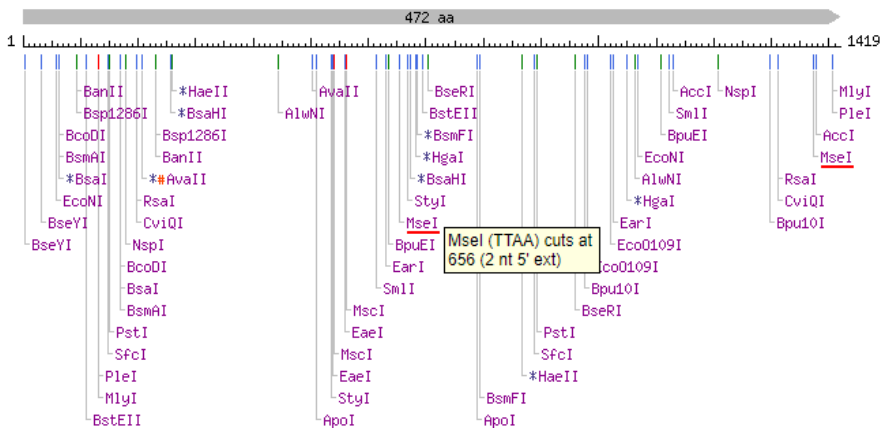 472 aa
1 1419
BanII *HaeII AvaII BseRI AccI NspI MlyI
Bsp1286I *BsaHI AlwNI BstEII SmlI PleI
BcoDI Bsp1286I *BsmFI BpuEI AccI
BsmAI BanII *HgaI EcoNI MseI
*BsaI *#AvaII *BsaHI AlwNI RsaI
EcoNI RsaI StyI *HgaI CviQI
BseYI CviQI MseI EarI Bpu10I
BseYI NspI BpuEI MseI (TTAA) cuts at EcoO109I
BcoDI EarI 656 (2 nt 5' ext) EcoO109I
BsaI SmlI Bpu10I
BsmAI MscI BseRI
PstI EaeI PstI
SfcI MscI SfcI
PleI EaeI *HaeII
MlyI StyI BsmFI
BstEII ApoI ApoI